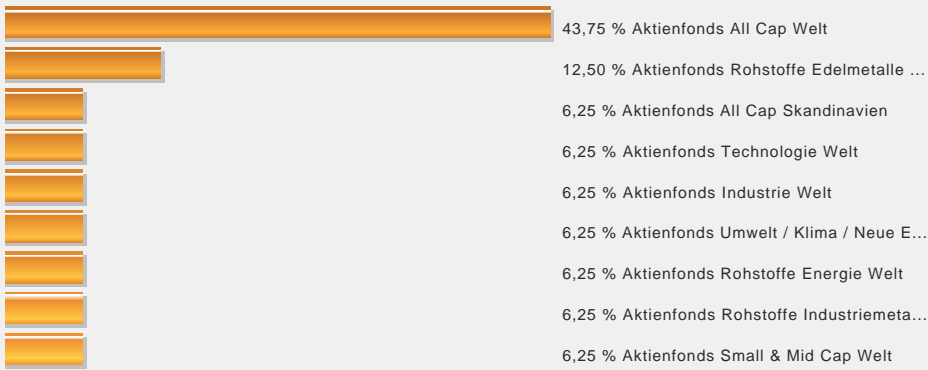 43,75 % Aktienfonds All Cap Welt
12,50 % Aktienfonds Rohstoffe Edelmetalle ...
6,25 % Aktienfonds All Cap Skandinavien
6,25 % Aktienfonds Technologie Welt
6,25 % Aktienfonds Industrie Welt
6,25 % Aktienfonds Umwelt / Klima / Neue E...
6,25 % Aktienfonds Rohstoffe Energie Welt
6,25 % Aktienfonds Rohstoffe Industriemeta...
6,25 % Aktienfonds Small & Mid Cap Welt